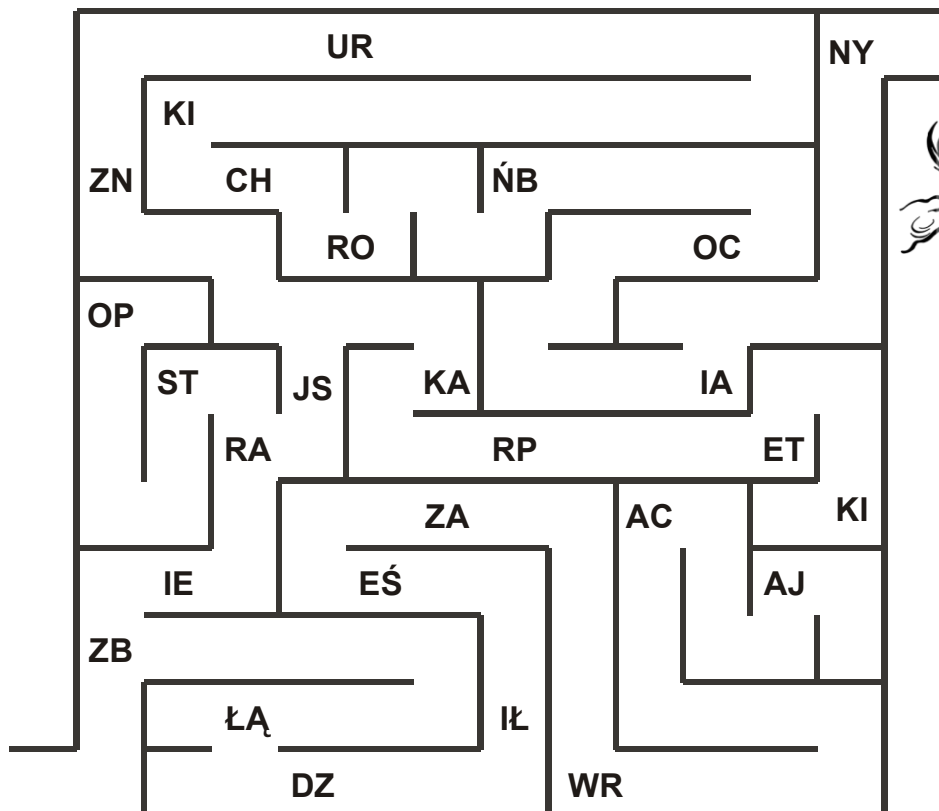 UR NY
KI
ZN CH ŃB
RO OC
OP
ST JS KA IA
RA RP ET
ZA AC KI
IE EŚ AJ
ZB
ŁĄ IŁ
DZ WR